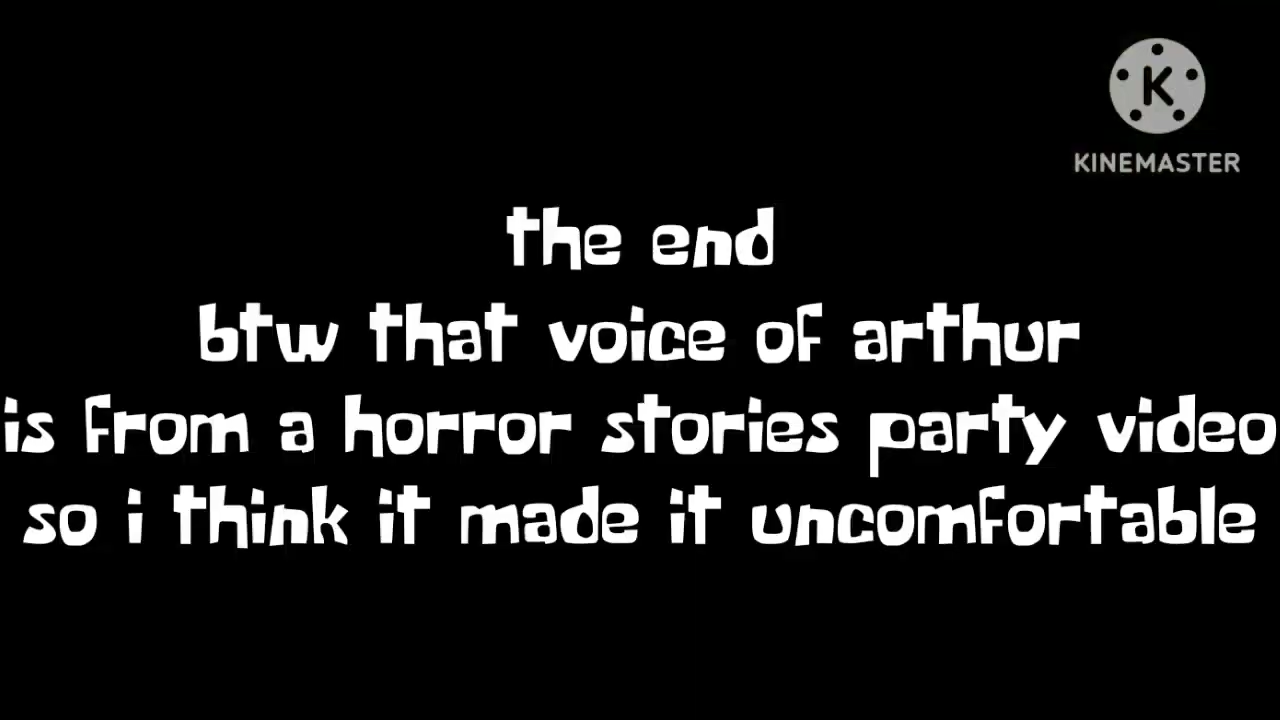 K
KINEMASTER
the end
btw that voice of arthur
is from a horror stories party video
so i think it made it uncomfortable